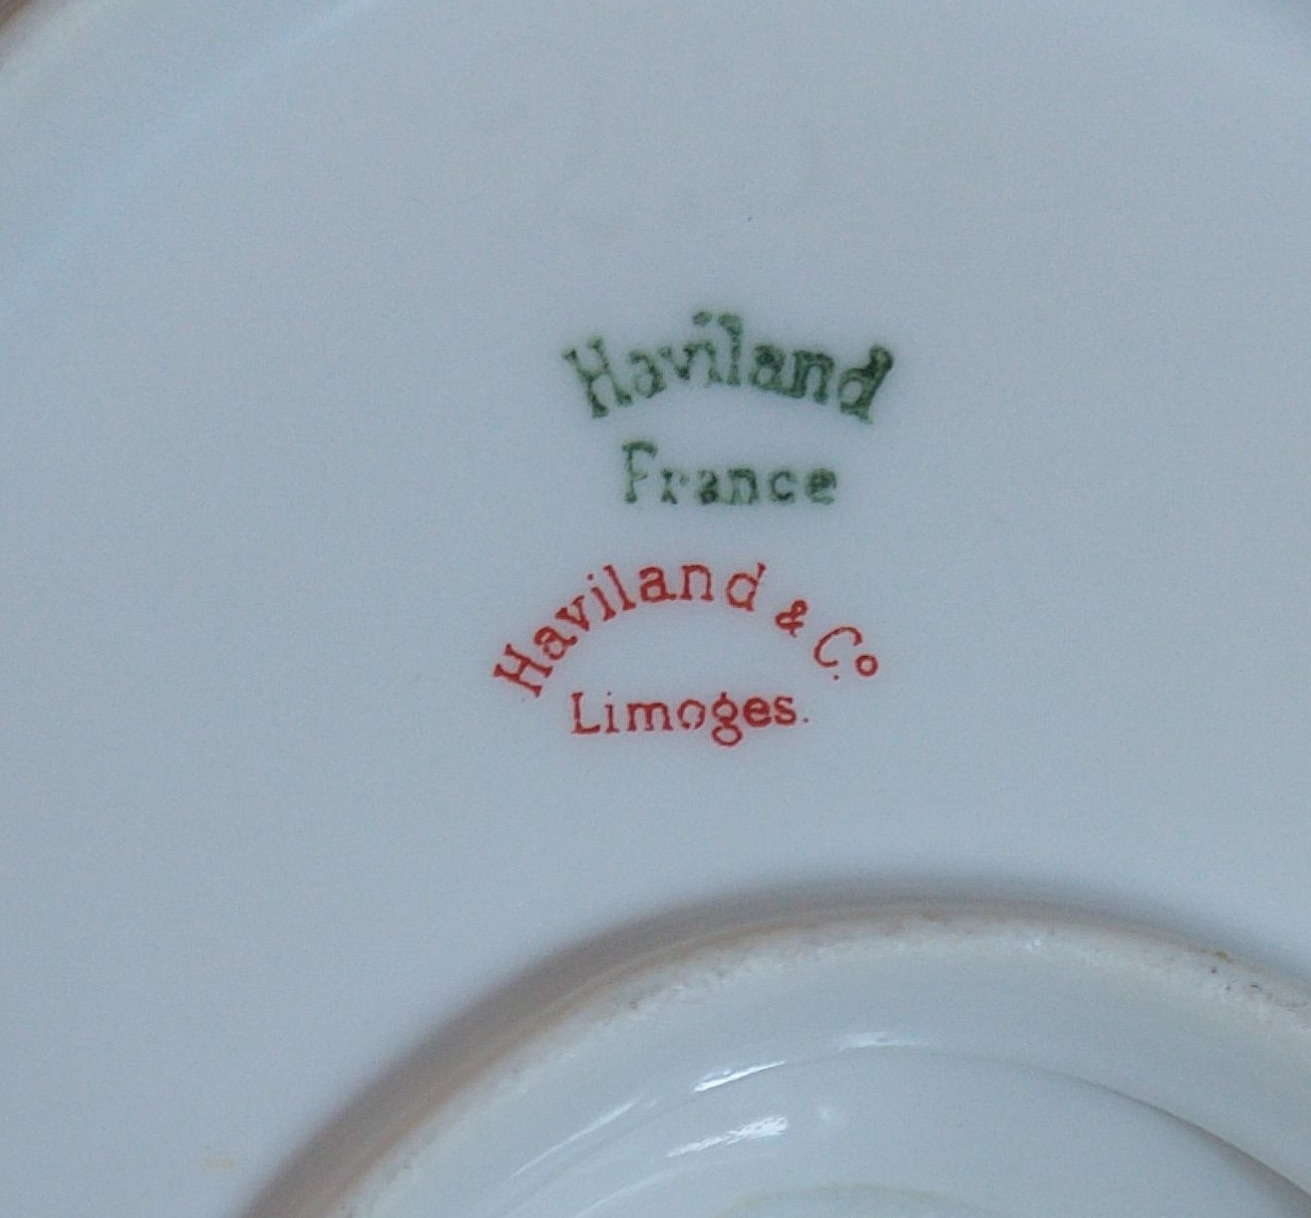 Haviland
France
Haviland & Co.
Limoges.